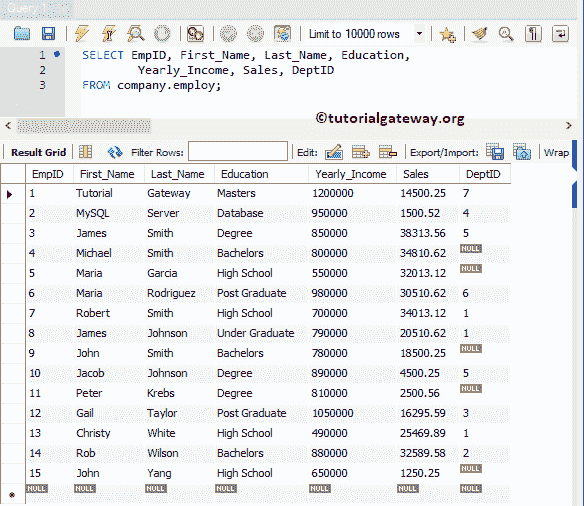 Query 1
Limit to 10000 rows
1 SELECT EmpID, First_Name, Last_Name, Education,
2 Yearly_Income, Sales, DeptID
3 FROM company.employ;
©tutorialgateway.org
Result Grid Filter Rows: Edit: Export/Import: Wrap
EmpID First_Name Last_Name Education Yearly_Income Sales DeptID
1 Tutorial Gateway Masters 1200000 14500.25 7
2 MySQL Server Database 950000 1500.52 4
3 James Smith Degree 850000 38313.56 5
4 Michael Smith Bachelors 800000 34810.62 NULL
5 Maria Garcia High School 550000 32013.12 NULL
6 Maria Rodriguez Post Graduate 980000 30510.62 6
7 Robert Smith High School 700000 34013.12 1
8 James Johnson Under Graduate 790000 20510.62 1
9 John Smith Bachelors 780000 18500.25 NULL
10 Jacob Johnson Degree 890000 4500.25 5
11 Peter Krebs Degree 810000 2500.56 NULL
12 Gail Taylor Post Graduate 1050000 16295.59 3
13 Christy White High School 490000 25469.89 1
14 Rob Wilson Bachelors 880000 32589.58 2
15 John Yang High School 650000 1250.25 NULL
NULL NULL NULL NULL NULL NULL NULL